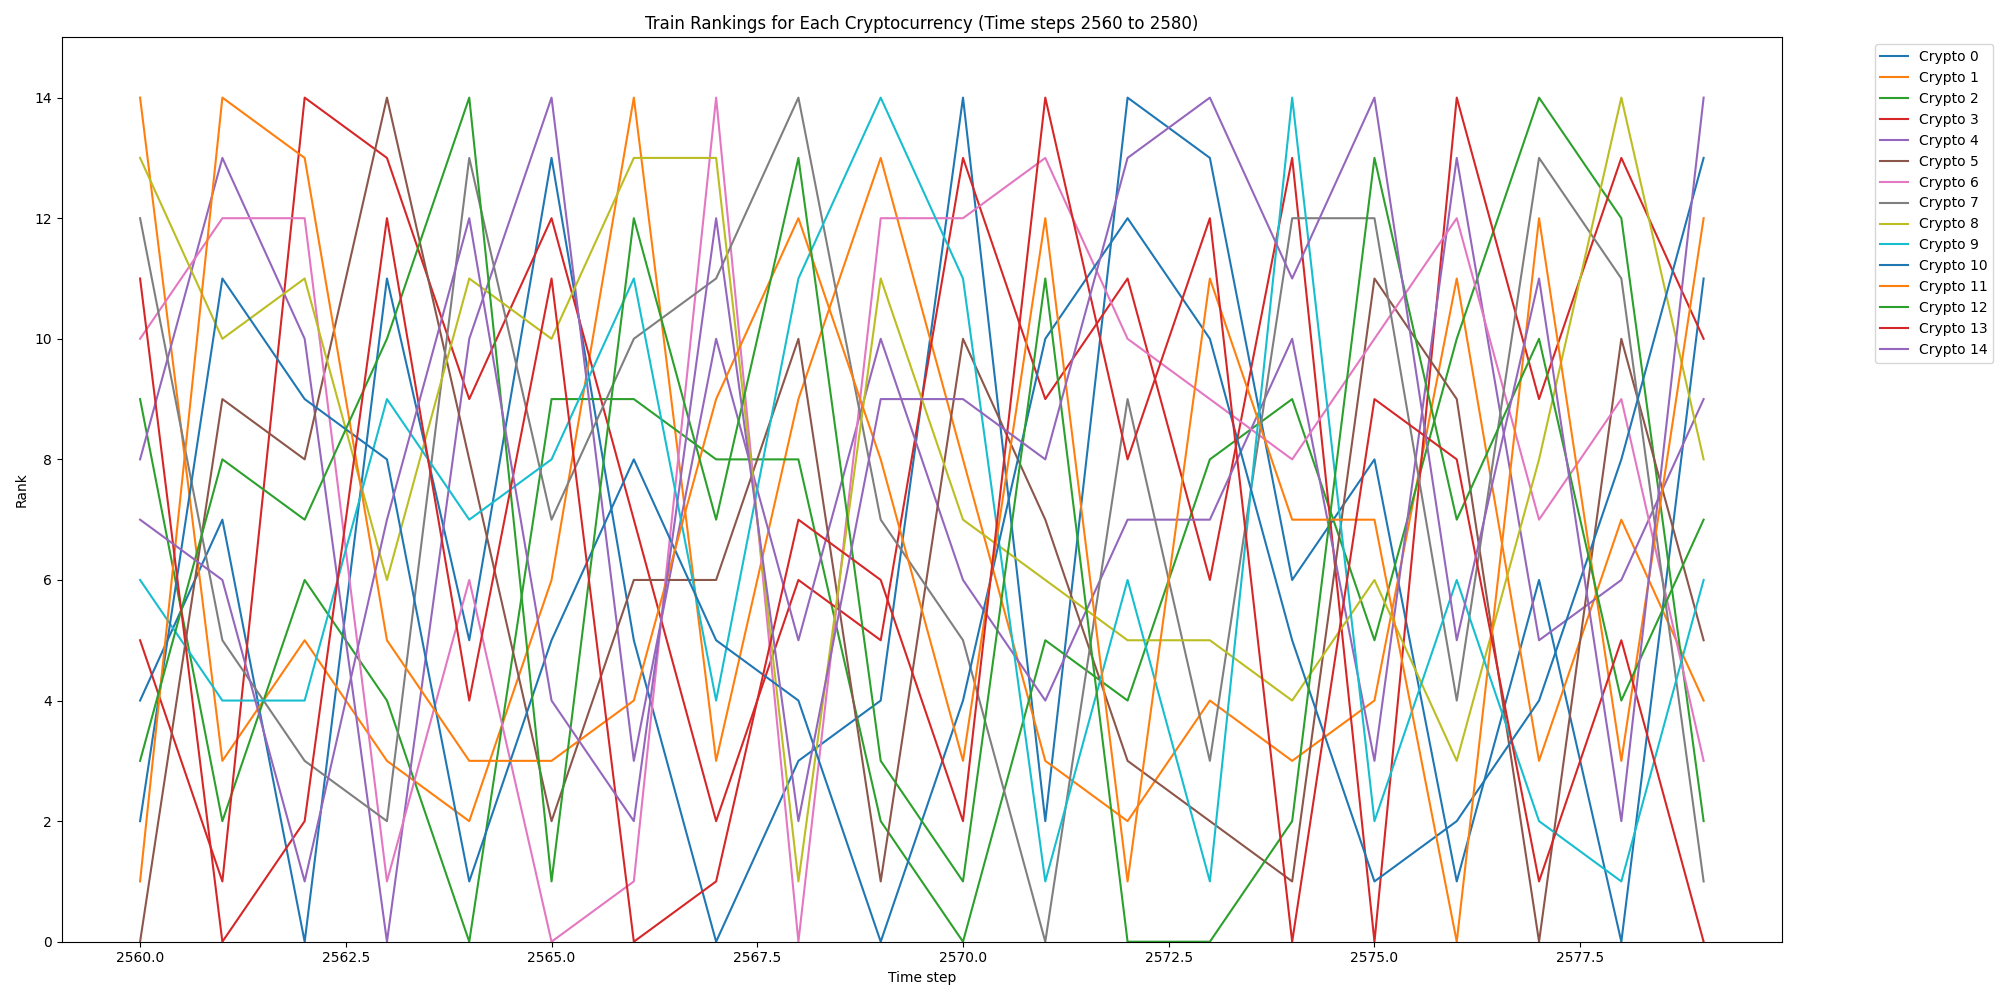 Train Rankings for Each Cryptocurrency (Time steps 2560 to 2580)
Rank
14
12
10
8
6
4
2
0
2560.0 2562.5 2565.0 2567.5 2570.0 2572.5 2575.0 2577.5
Time step
Crypto 0
Crypto 1
Crypto 2
Crypto 3
Crypto 4
Crypto 5
Crypto 6
Crypto 7
Crypto 8
Crypto 9
Crypto 10
Crypto 11
Crypto 12
Crypto 13
Crypto 14